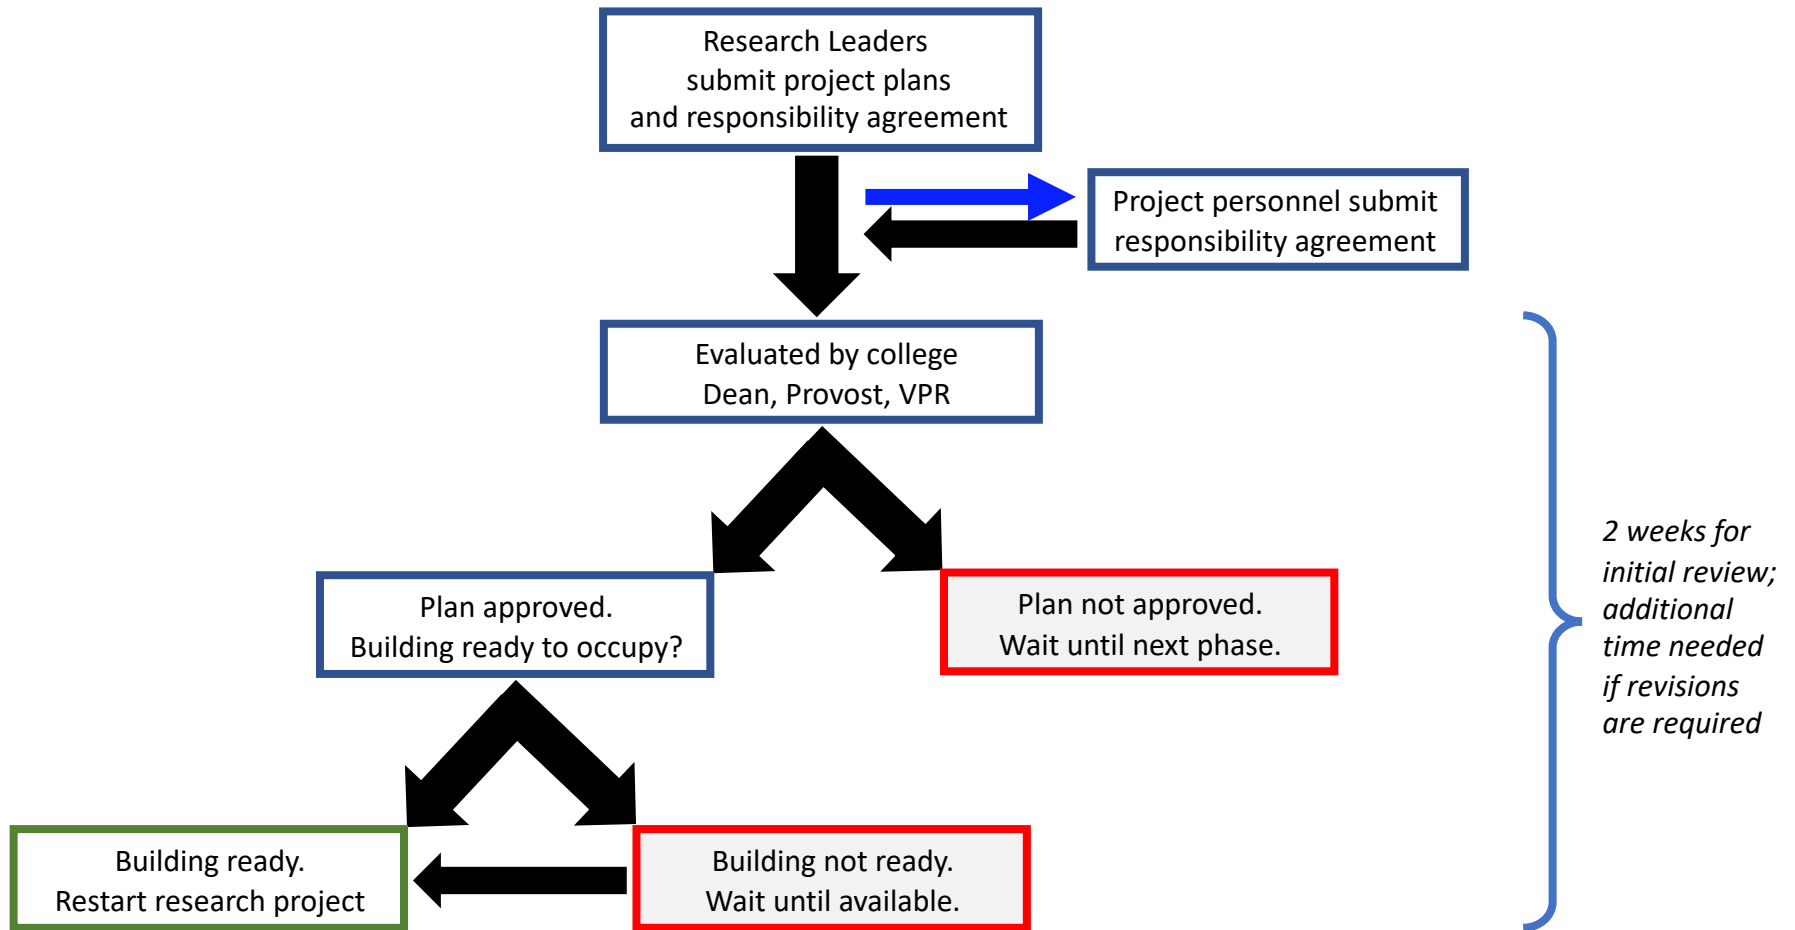 Research Leaders
submit project plans
and responsibility agreement
Project personnel submit
responsibility agreement
Evaluated by college
Dean, Provost, VPR
Plan approved.
Building ready to occupy?
Plan not approved.
Wait until next phase.
2 weeks for
initial review;
additional
time needed
if revisions
are required
Building ready.
Restart research project
Building not ready.
Wait until available.